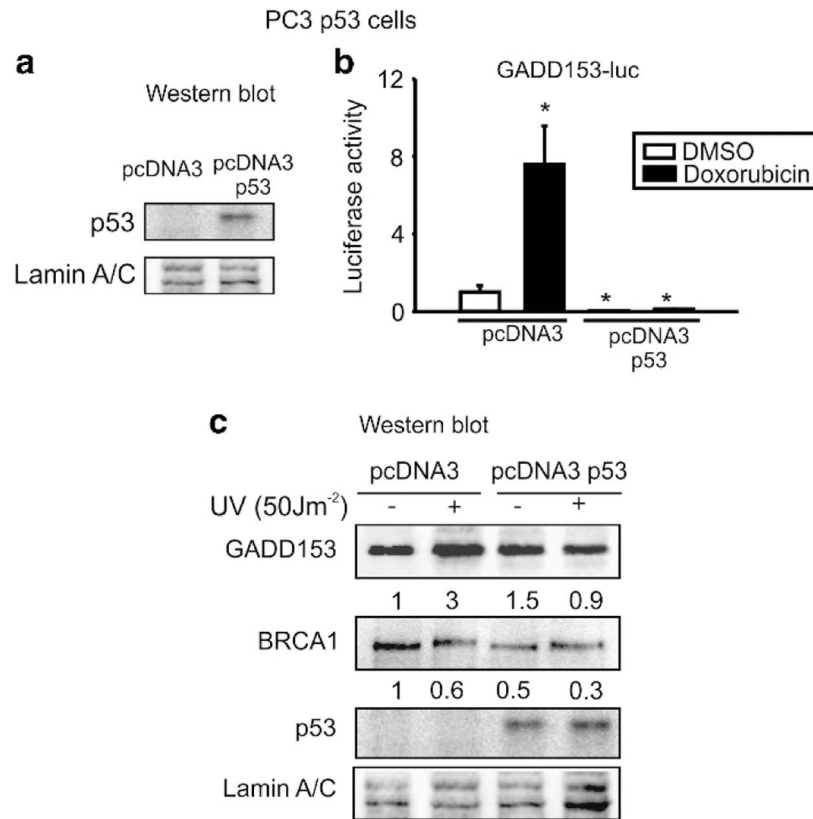 PC3 p53 cells
a
Western blot
pcDNA3
pcDNA3
p53
p53
Lamin A/C
b
GADD153-luc
Luciferase activity
12
8
4
0
*
*
*
DMSO
Doxorubicin
pcDNA3
pcDNA3
p53
c
Western blot
pcDNA3 pcDNA3 p53
UV (50Jm-2) - + - +
GADD153
1 3 1.5 0.9
BRCA1
1 0.6 0.5 0.3
p53
Lamin A/C